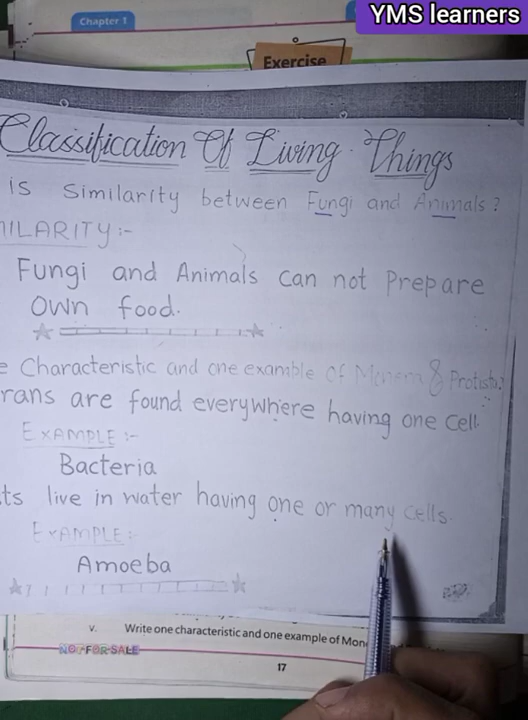 YMS learners
Chapter 1
Exercise
Classification Of Living Things
is Similarity between Fungi and Animals?
MILARITY:-
Fungi and Animals can not prepare
own food.
e Characteristic and one example of Monera & Protista?
rans are found everywhere having one cell.
EXAMPLE:-
Bacteria
ts live in water having one or many cells.
EXAMPLE:-
Amoeba
v. Write one characteristic and one example of Mon
NOT FOR SALE
17